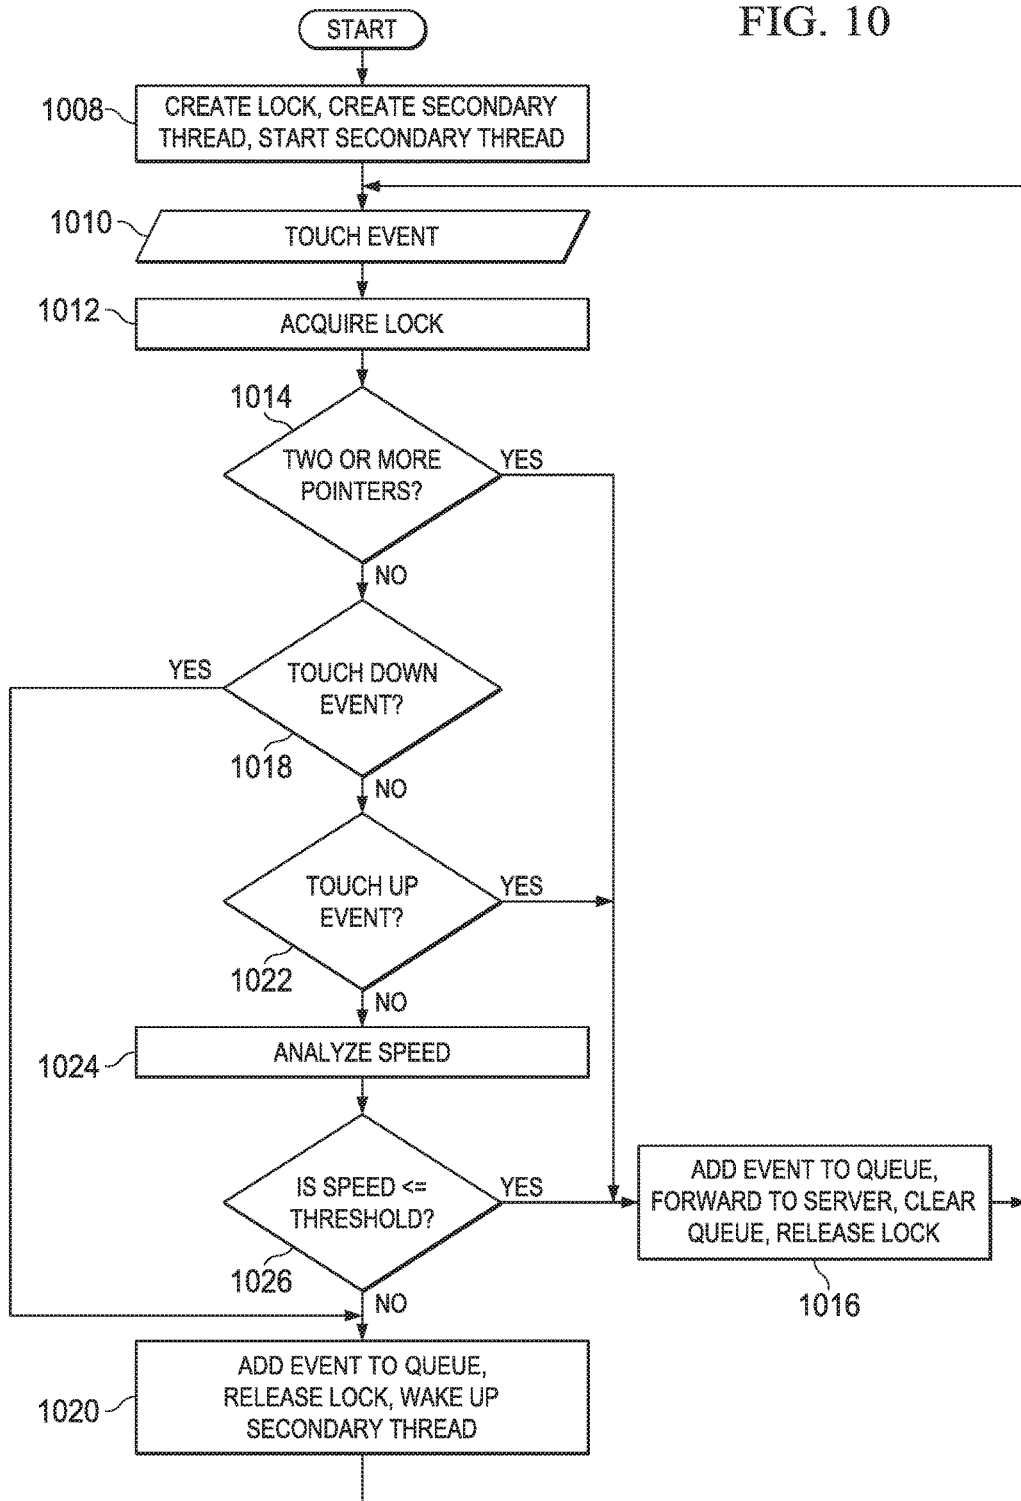 FIG. 10
START
1008
CREATE LOCK, CREATE SECONDARY
THREAD, START SECONDARY THREAD
1010
TOUCH EVENT
1012
ACQUIRE LOCK
1014
TWO OR MORE
POINTERS?
YES
NO
YES
TOUCH DOWN
EVENT?
1018
NO
TOUCH UP
EVENT?
YES
1022
NO
1024
ANALYZE SPEED
IS SPEED <=
THRESHOLD?
YES
1026
NO
ADD EVENT TO QUEUE,
FORWARD TO SERVER, CLEAR
QUEUE, RELEASE LOCK
1016
1020
ADD EVENT TO QUEUE,
RELEASE LOCK, WAKE UP
SECONDARY THREAD